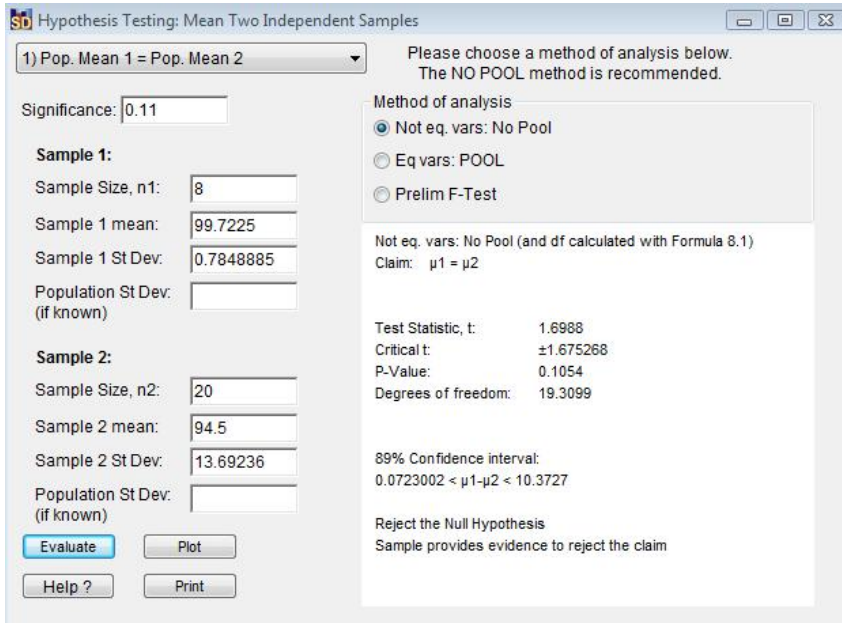 Hypothesis Testing: Mean Two Independent Samples
1) Pop. Mean 1 = Pop. Mean 2
Please choose a method of analysis below.
The NO POOL method is recommended.
Significance: 0.11
Sample 1:
Sample Size, n1: 8
Sample 1 mean: 99.7225
Sample 1 St Dev: 0.7848885
Population St Dev:
(if known)
Sample 2:
Sample Size, n2: 20
Sample 2 mean: 94.5
Sample 2 St Dev: 13.69236
Population St Dev:
(if known)
Evaluate Plot
Help ? Print
Method of analysis
Not eq. vars: No Pool
Eq vars: POOL
Prelim F-Test
Not eq. vars: No Pool (and df calculated with Formula 8.1)
Claim: µ1 = µ2
Test Statistic, t: 1.6988
Critical t: ±1.675268
P-Value: 0.1054
Degrees of freedom: 19.3099
89% Confidence interval:
0.0723002 < µ1-µ2 < 10.3727
Reject the Null Hypothesis
Sample provides evidence to reject the claim